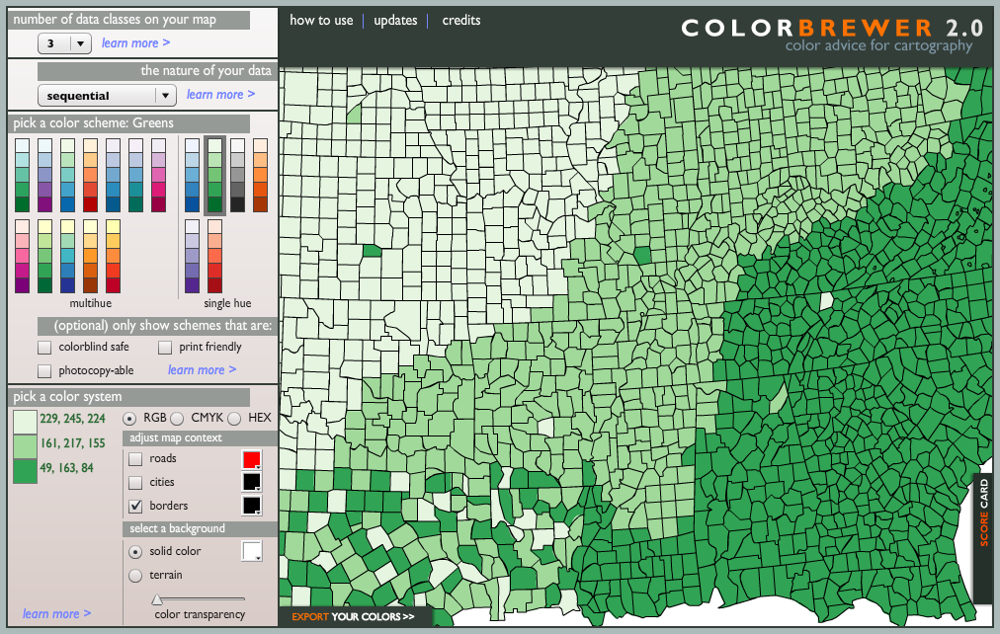 number of data classes on your map
3
learn more >
the nature of your data
sequential
learn more >
pick a color scheme: Greens
multihue
single hue
(optional) only show schemes that are:
colorblind safe
print friendly
photocopy-able
learn more >
pick a color system
229, 245, 224
161, 217, 155
49, 163, 84
RGB
CMYK
HEX
adjust map context
roads
cities
borders
select a background
solid color
terrain
color transparency
learn more >
how to use
updates
credits
COLORBREWER 2.0
color advice for cartography
SCORE CARD
EXPORT YOUR COLORS >>